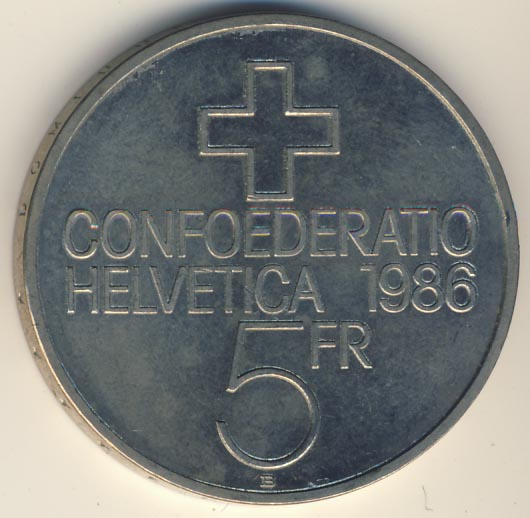 CONFOEDERATIO
HELVETICA 1986
5 FR
B